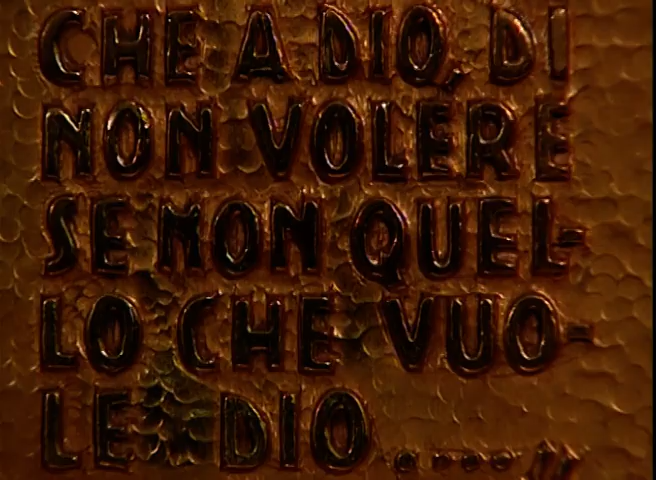 CHE A DIO, DI
NON VOLERE
SE NON QUEL-
LO CHE VUO-
LE DIO....."